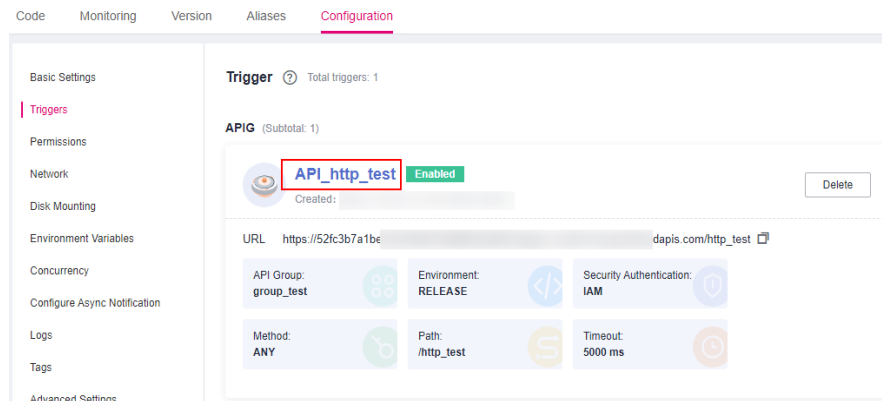 Code Monitoring Version Aliases Configuration
Basic Settings
Triggers
Permissions
Network
Disk Mounting
Environment Variables
Concurrency
Configure Async Notification
Logs
Tags
Advanced Settings
Trigger ? Total triggers: 1
APIG (Subtotal: 1)
API_http_test Enabled
Created:
Delete
URL https://52fc3b7a1be dapis.com/http_test
API Group:
group_test
Environment:
RELEASE
Security Authentication:
IAM
Method:
ANY
Path:
/http_test
Timeout:
5000 ms